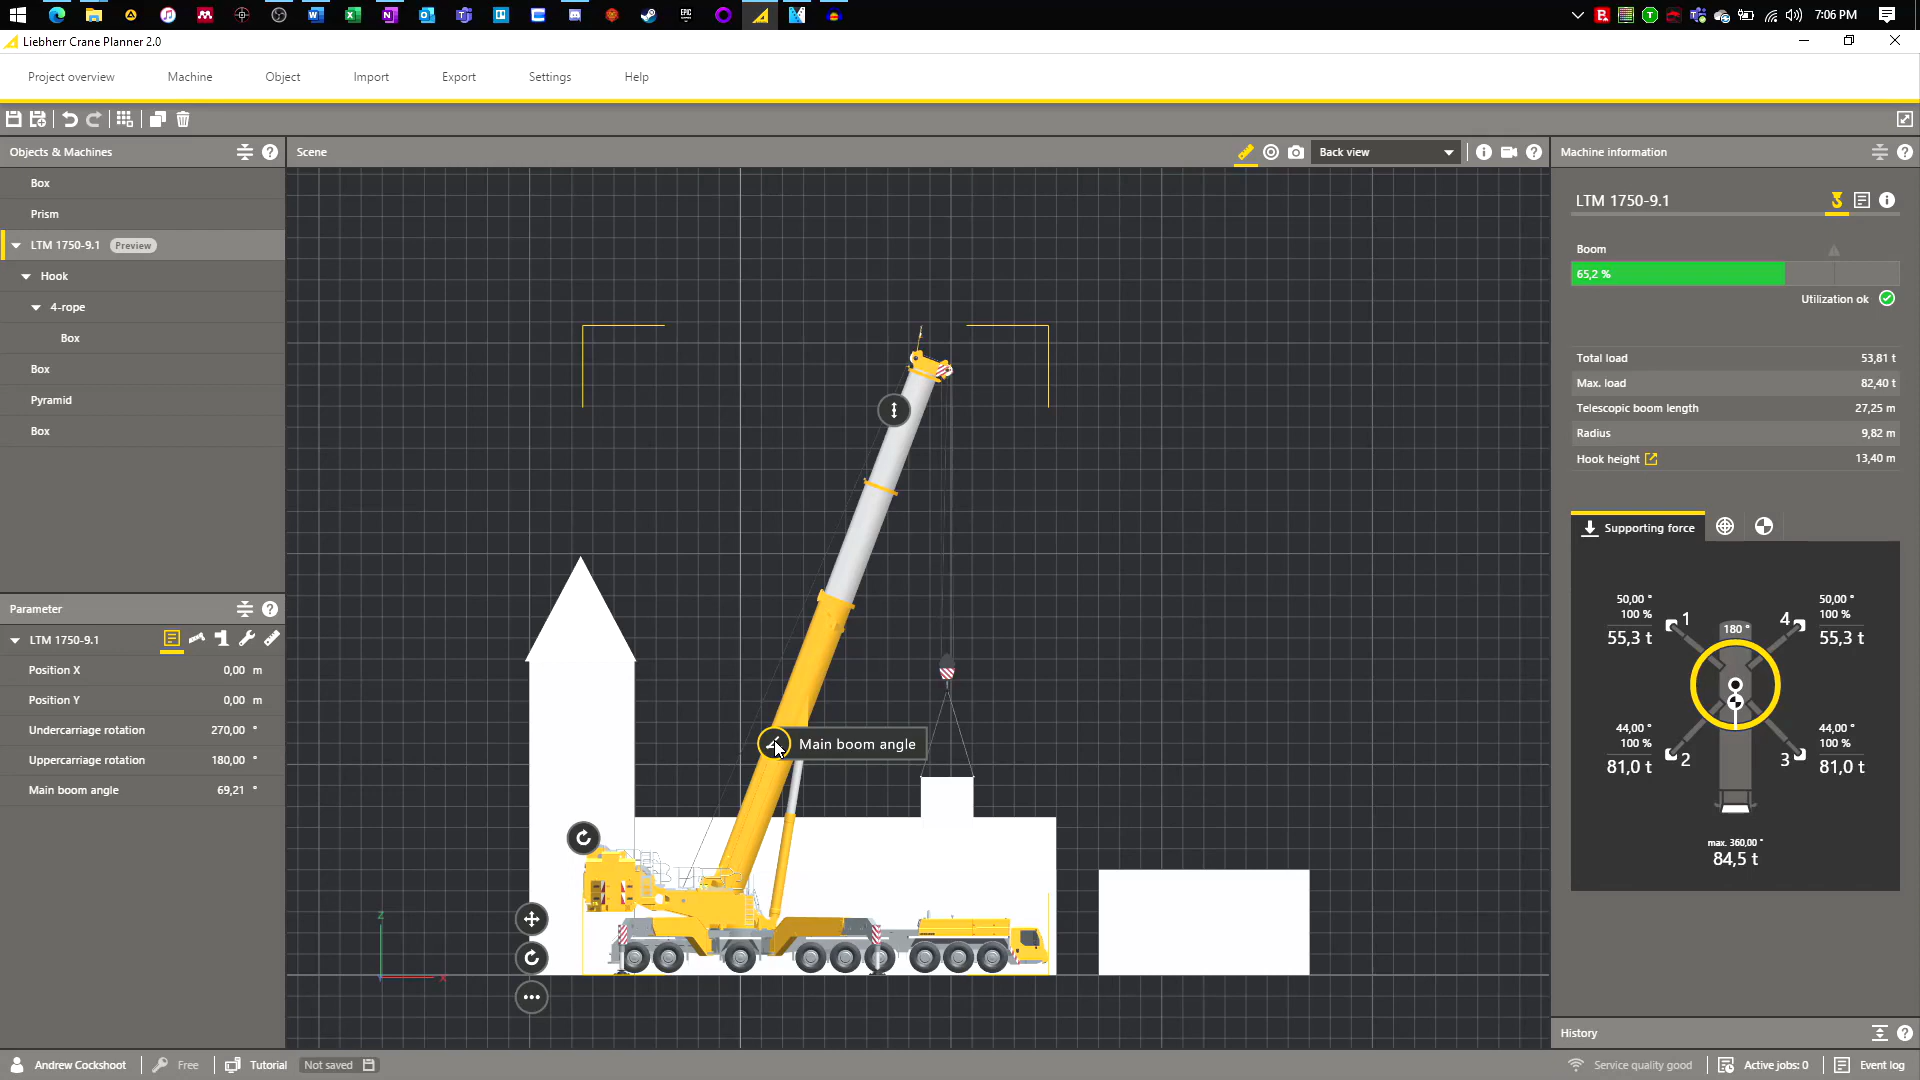 7:06 PM
Liebherr Crane Planner 2.0
Project overview Machine Object Import Export Settings Help
Objects & Machines
Box
Prism
LTM 1750-9.1 Preview
Hook
4-rope
Box
Box
Pyramid
Box
Parameter
LTM 1750-9.1
Position X 0,00 m
Position Y 0,00 m
Undercarriage rotation 270,00 °
Uppercarriage rotation 180,00 °
Main boom angle 69,21 °
Scene
Back view
Main boom angle
Z
X
Machine information
LTM 1750-9.1
Boom
65,2 %
Utilization ok
Total load 53,81 t
Max. load 82,40 t
Telescopic boom length 27,25 m
Radius 9,82 m
Hook height 13,40 m
Supporting force
50,00 °
100 %
55,3 t
1
180 °
4
50,00 °
100 %
55,3 t
44,00 °
100 %
81,0 t
2
3
44,00 °
100 %
81,0 t
max. 360,00 °
84,5 t
History
Andrew Cockshoot Free Tutorial Not saved Service quality good Active jobs: 0 Event log